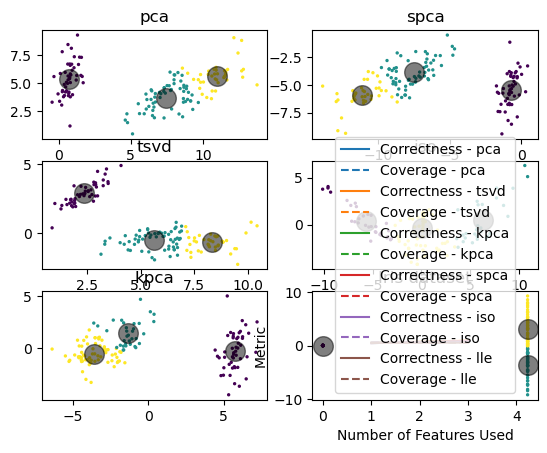 pca
spca
7.5
5.0
2.5
0
10
−2.5
−5.0
−7.5
−10
−5
0
tsvd
5
0
2.5
5.0
7.5
10.0
5
0
−10
−5
0
5
10
kpca
5
0
−5
0
5
Correctness - pca
Coverage - pca
Correctness - tsvd
Coverage - tsvd
Correctness - kpca
Coverage - kpca
Correctness - spca
Coverage - spca
Correctness - iso
Coverage - iso
Correctness - lle
Coverage - lle
Metric
10
0
−10
0
1
2
3
4
Number of Features Used